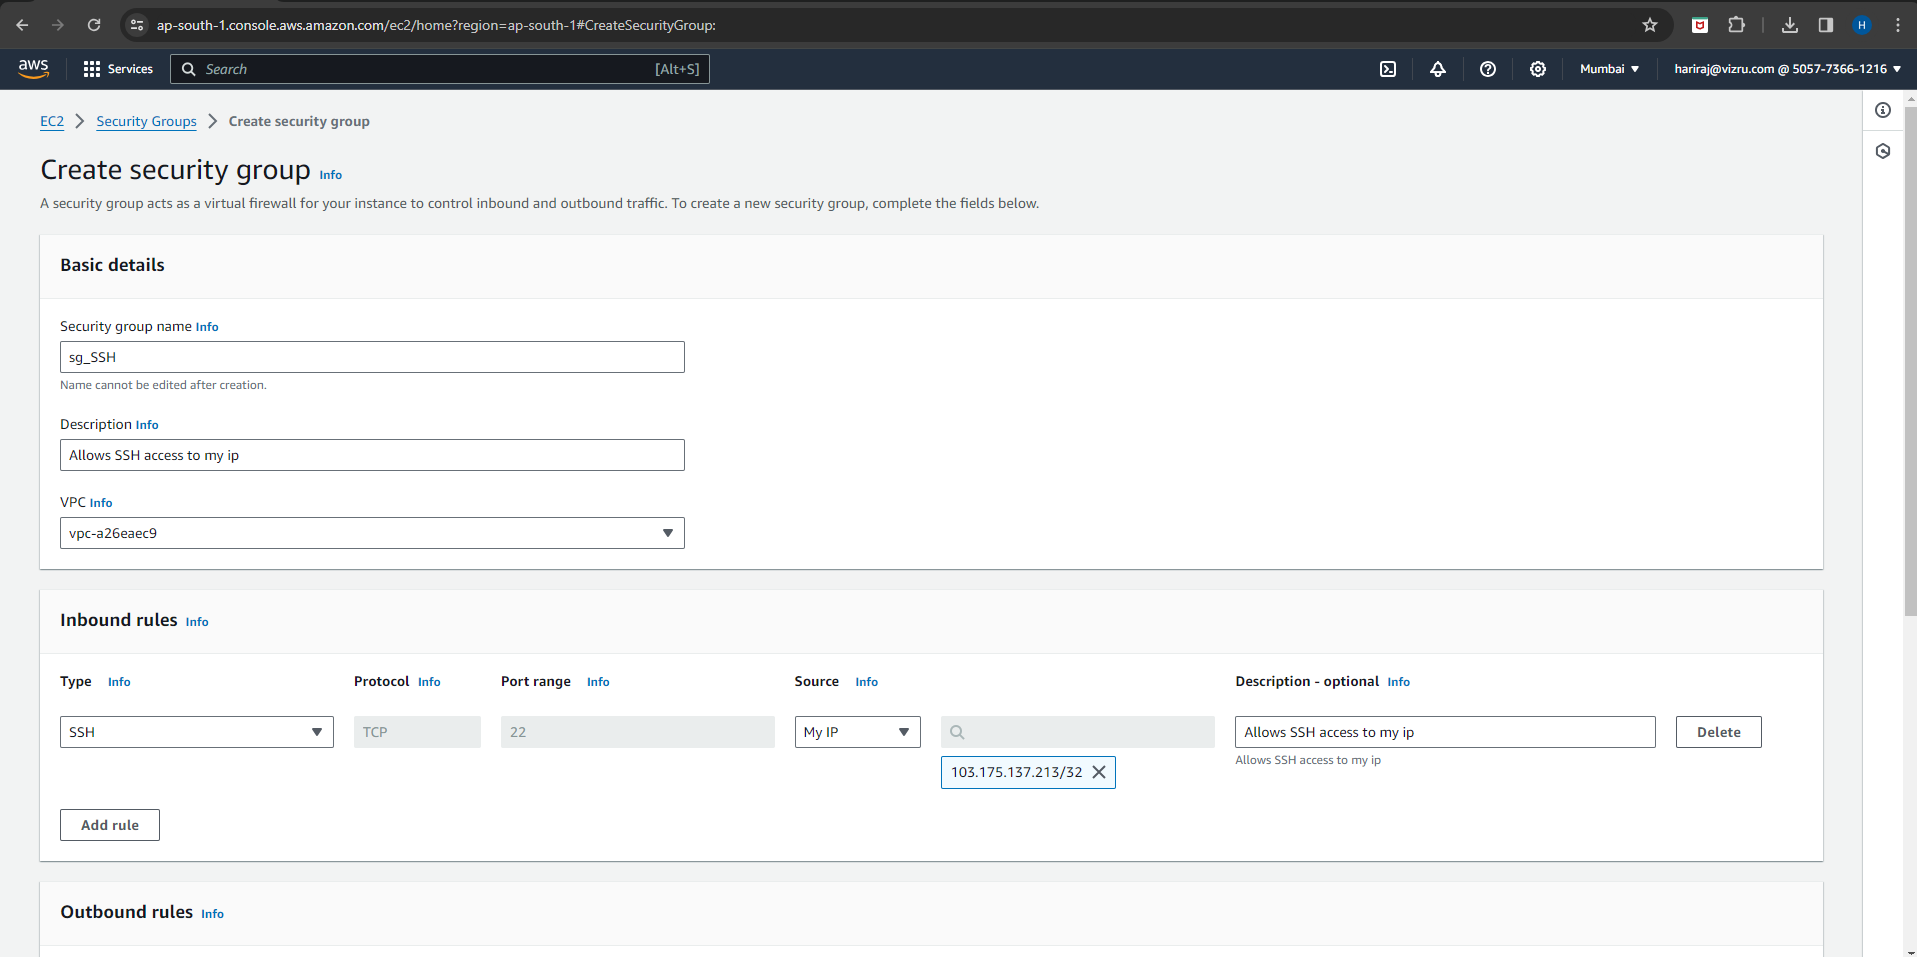 ap-south-1.console.aws.amazon.com/ec2/home?region=ap-south-1#CreateSecurityGroup:
H
aws
Services
Search
[Alt+S]
Mumbai
hariraj@vizru.com @ 5057-7366-1216
EC2
Security Groups
Create security group
Create security group Info
A security group acts as a virtual firewall for your instance to control inbound and outbound traffic. To create a new security group, complete the fields below.
Basic details
Security group name Info
sg_SSH
Name cannot be edited after creation.
Description Info
Allows SSH access to my ip
VPC Info
vpc-a26eaec9
Inbound rules Info
Type Info Protocol Info Port range Info Source Info Description - optional Info
SSH TCP 22 My IP Allows SSH access to my ip Delete
103.175.137.213/32 Allows SSH access to my ip
Add rule
Outbound rules Info